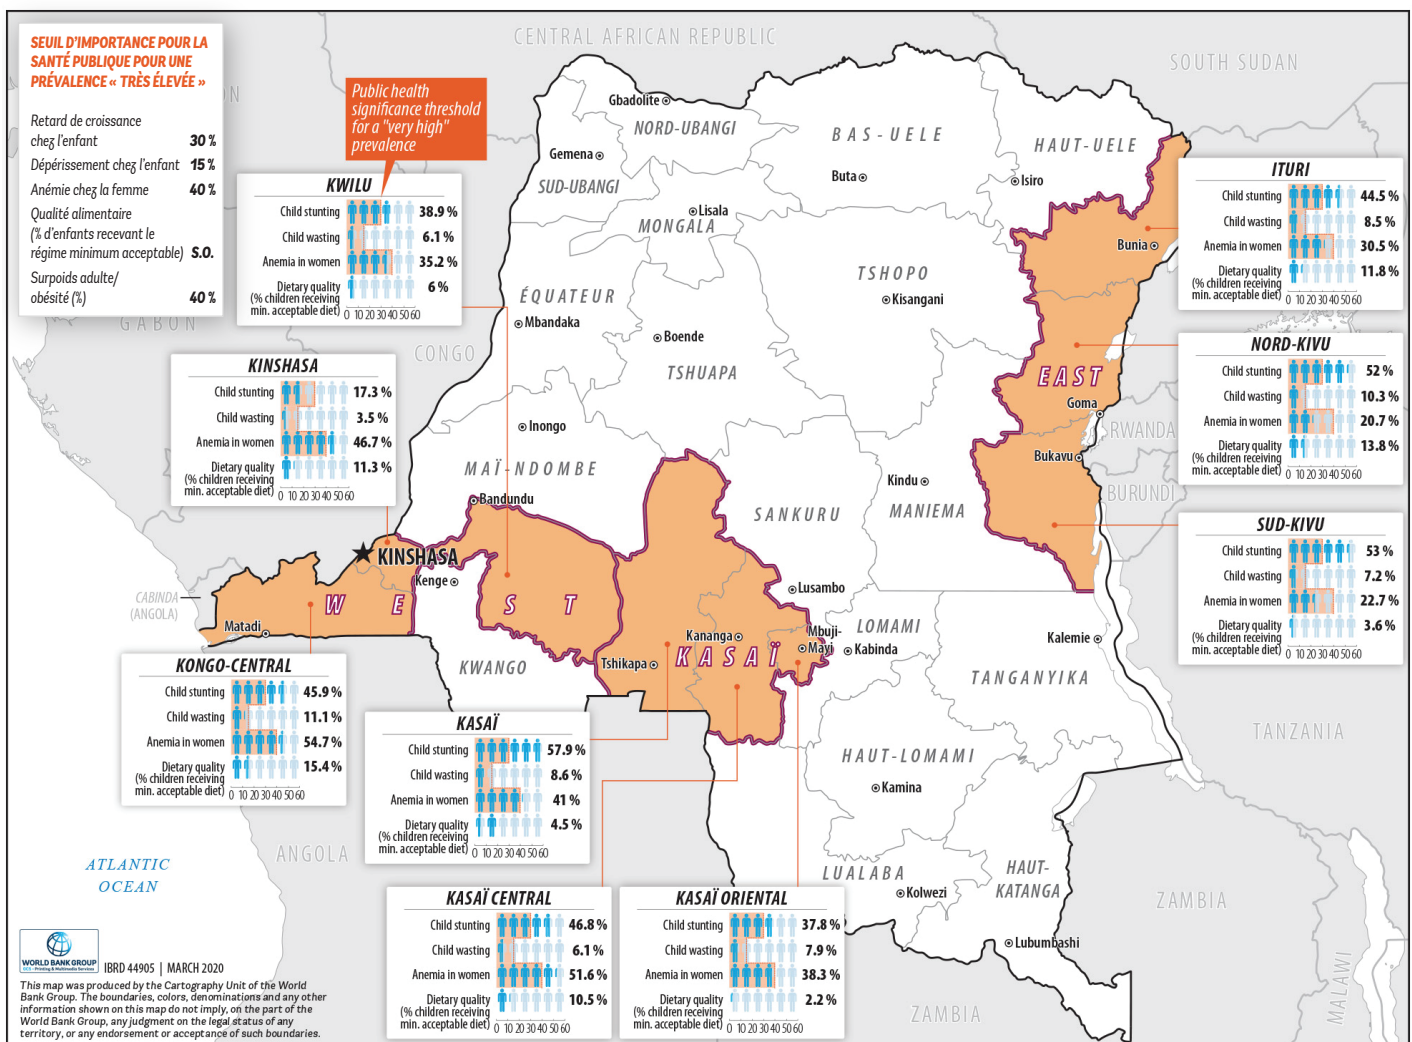 SEUIL D'IMPORTANCE POUR LA
SANTÉ PUBLIQUE POUR UNE
PRÉVALENCE « TRÈS ÉLEVÉE »
Retard de croissance
chez l'enfant 30 %
Dépérissement chez l'enfant 15 %
Anémie chez la femme 40 %
Qualité alimentaire
(% d'enfants recevant le
régime minimum acceptable) S.O.
Surpoids adulte/
obésité (%) 40 %
Public health
significance threshold
for a "very high"
prevalence
KWILU
Child stunting 38.9 %
Child wasting 6.1 %
Anemia in women 35.2 %
Dietary quality 6 %
(% children receiving
min. acceptable diet) 0 10 20 30 40 50 60
KINSHASA
Child stunting 17.3 %
Child wasting 3.5 %
Anemia in women 46.7 %
Dietary quality 11.3 %
(% children receiving
min. acceptable diet) 0 10 20 30 40 50 60
KONGO-CENTRAL
Child stunting 45.9 %
Child wasting 11.1 %
Anemia in women 54.7 %
Dietary quality 15.4 %
(% children receiving
min. acceptable diet) 0 10 20 30 40 50 60
KASAÏ
Child stunting 57.9 %
Child wasting 8.6 %
Anemia in women 41 %
Dietary quality 4.5 %
(% children receiving
min. acceptable diet) 0 10 20 30 40 50 60
KASAÏ CENTRAL
Child stunting 46.8 %
Child wasting 6.1 %
Anemia in women 51.6 %
Dietary quality 10.5 %
(% children receiving
min. acceptable diet) 0 10 20 30 40 50 60
KASAÏ ORIENTAL
Child stunting 37.8 %
Child wasting 7.9 %
Anemia in women 38.3 %
Dietary quality 2.2 %
(% children receiving
min. acceptable diet) 0 10 20 30 40 50 60
ITURI
Child stunting 44.5 %
Child wasting 8.5 %
Anemia in women 30.5 %
Dietary quality 11.8 %
(% children receiving
min. acceptable diet) 0 10 20 30 40 50 60
NORD-KIVU
Child stunting 52 %
Child wasting 10.3 %
Anemia in women 20.7 %
Dietary quality 13.8 %
(% children receiving
min. acceptable diet) 0 10 20 30 40 50 60
SUD-KIVU
Child stunting 53 %
Child wasting 7.2 %
Anemia in women 22.7 %
Dietary quality 3.6 %
(% children receiving
min. acceptable diet) 0 10 20 30 40 50 60
CENTRAL AFRICAN REPUBLIC
SOUTH SUDAN
GABON
CONGO
RWANDA
BURUNDI
TANZANIA
ZAMBIA
ZAMBIA
MALAWI
ANGOLA
CABINDA
(ANGOLA)
ATLANTIC
OCEAN
Gbadolite
NORD-UBANGI
Gemena
SUD-UBANGI
BAS-UELE
Buta
HAUT-UELE
Isiro
Lisala
MONGALA
Bunia
TSHOPO
Kisangani
ÉQUATEUR
Mbandaka
Boende
TSHUAPA
EAST
Goma
Bukavu
Inongo
MAÏ-NDOMBE
Bandundu
Kindu
MANIEMA
SANKURU
KINSHASA
Kenge
WEST
Matadi
KWANGO
Lusambo
Kananga
Mbuji-
Mayi
LOMAMI
Kabinda
Tshikapa
KASAÏ
Kalemie
TANGANYIKA
HAUT-LOMAMI
Kamina
LUALABA
Kolwezi
HAUT-
KATANGA
Lubumbashi
WORLD BANK GROUP
IBRD 44905 | MARCH 2020
This map was produced by the Cartography Unit of the World
Bank Group. The boundaries, colors, denominations and any other
information shown on this map do not imply, on the part of the
World Bank Group, any judgment on the legal status of any
territory, or any endorsement or acceptance of such boundaries.